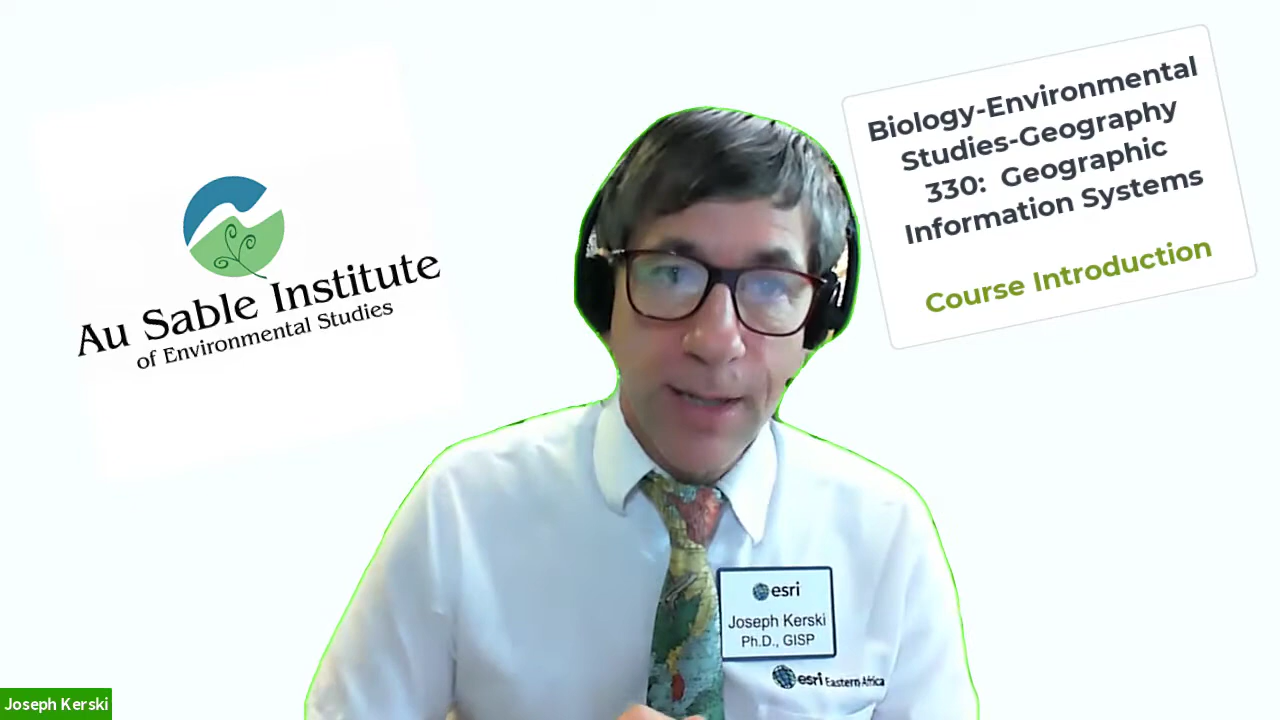 Au Sable Institute
of Environmental Studies
Biology-Environmental
Studies-Geography
330: Geographic
Information Systems
Course Introduction
esri
Joseph Kerski
Ph.D., GISP
esri Eastern Africa
Joseph Kerski